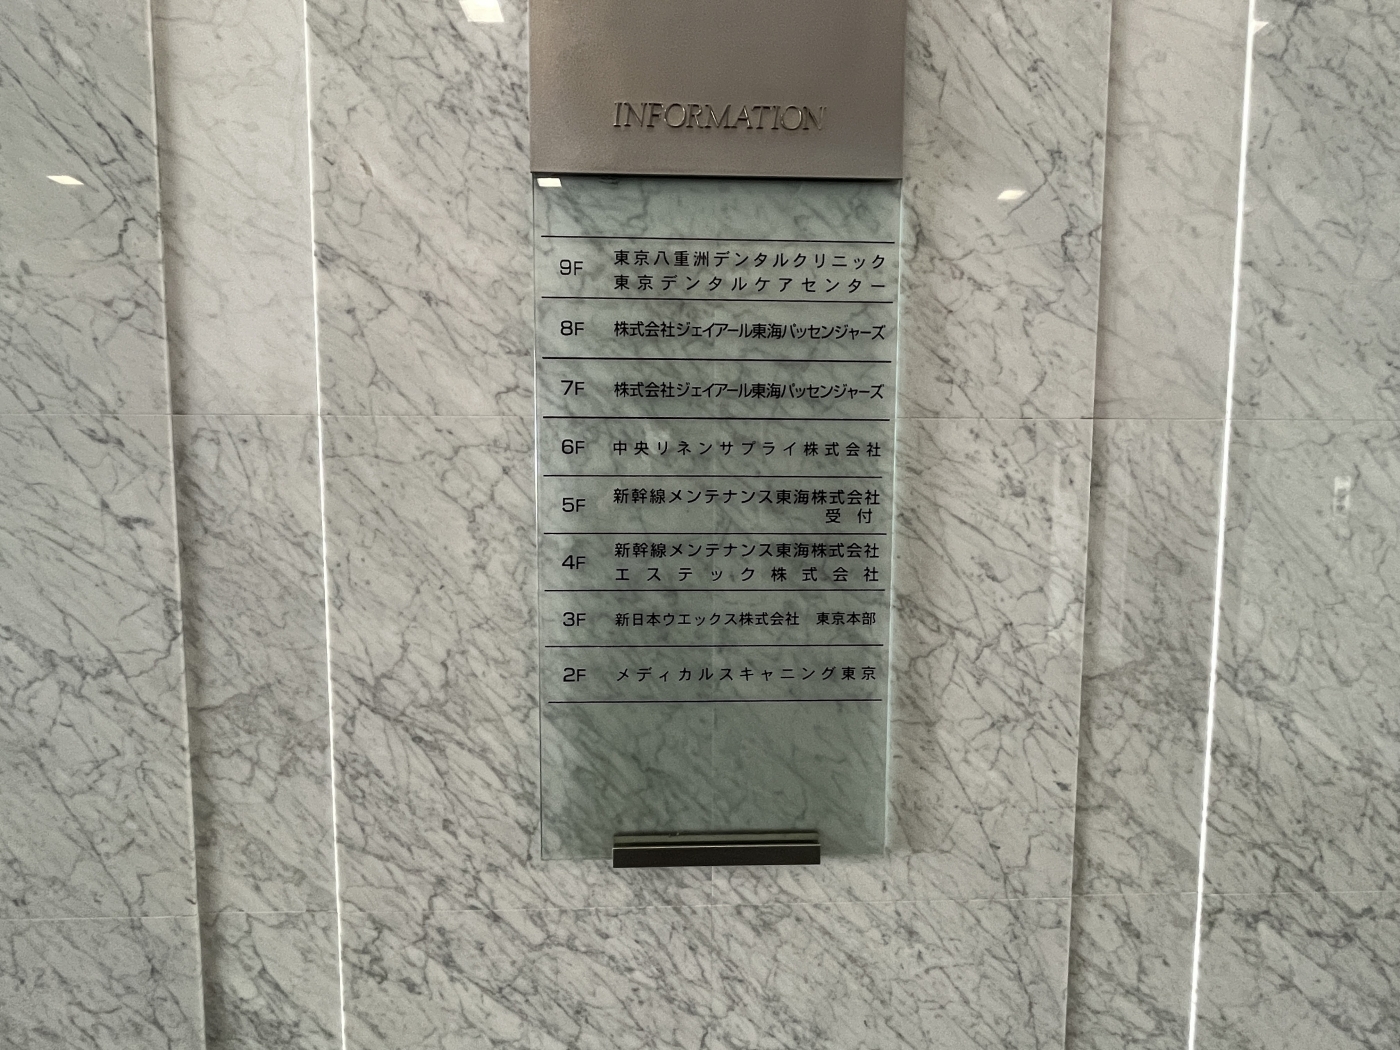 INFORMATION
9F 東京八重洲デンタルクリニック
東京デンタルケアセンター
8F 株式会社ジェイアール東海パッセンジャーズ
7F 株式会社ジェイアール東海パッセンジャーズ
6F 中央リネンサプライ株式会社
5F 新幹線メンテナンス東海株式会社
受付
4F 新幹線メンテナンス東海株式会社
エステック株式会社
3F 新日本ウエックス株式会社 東京本部
2F メディカルスキャニング東京